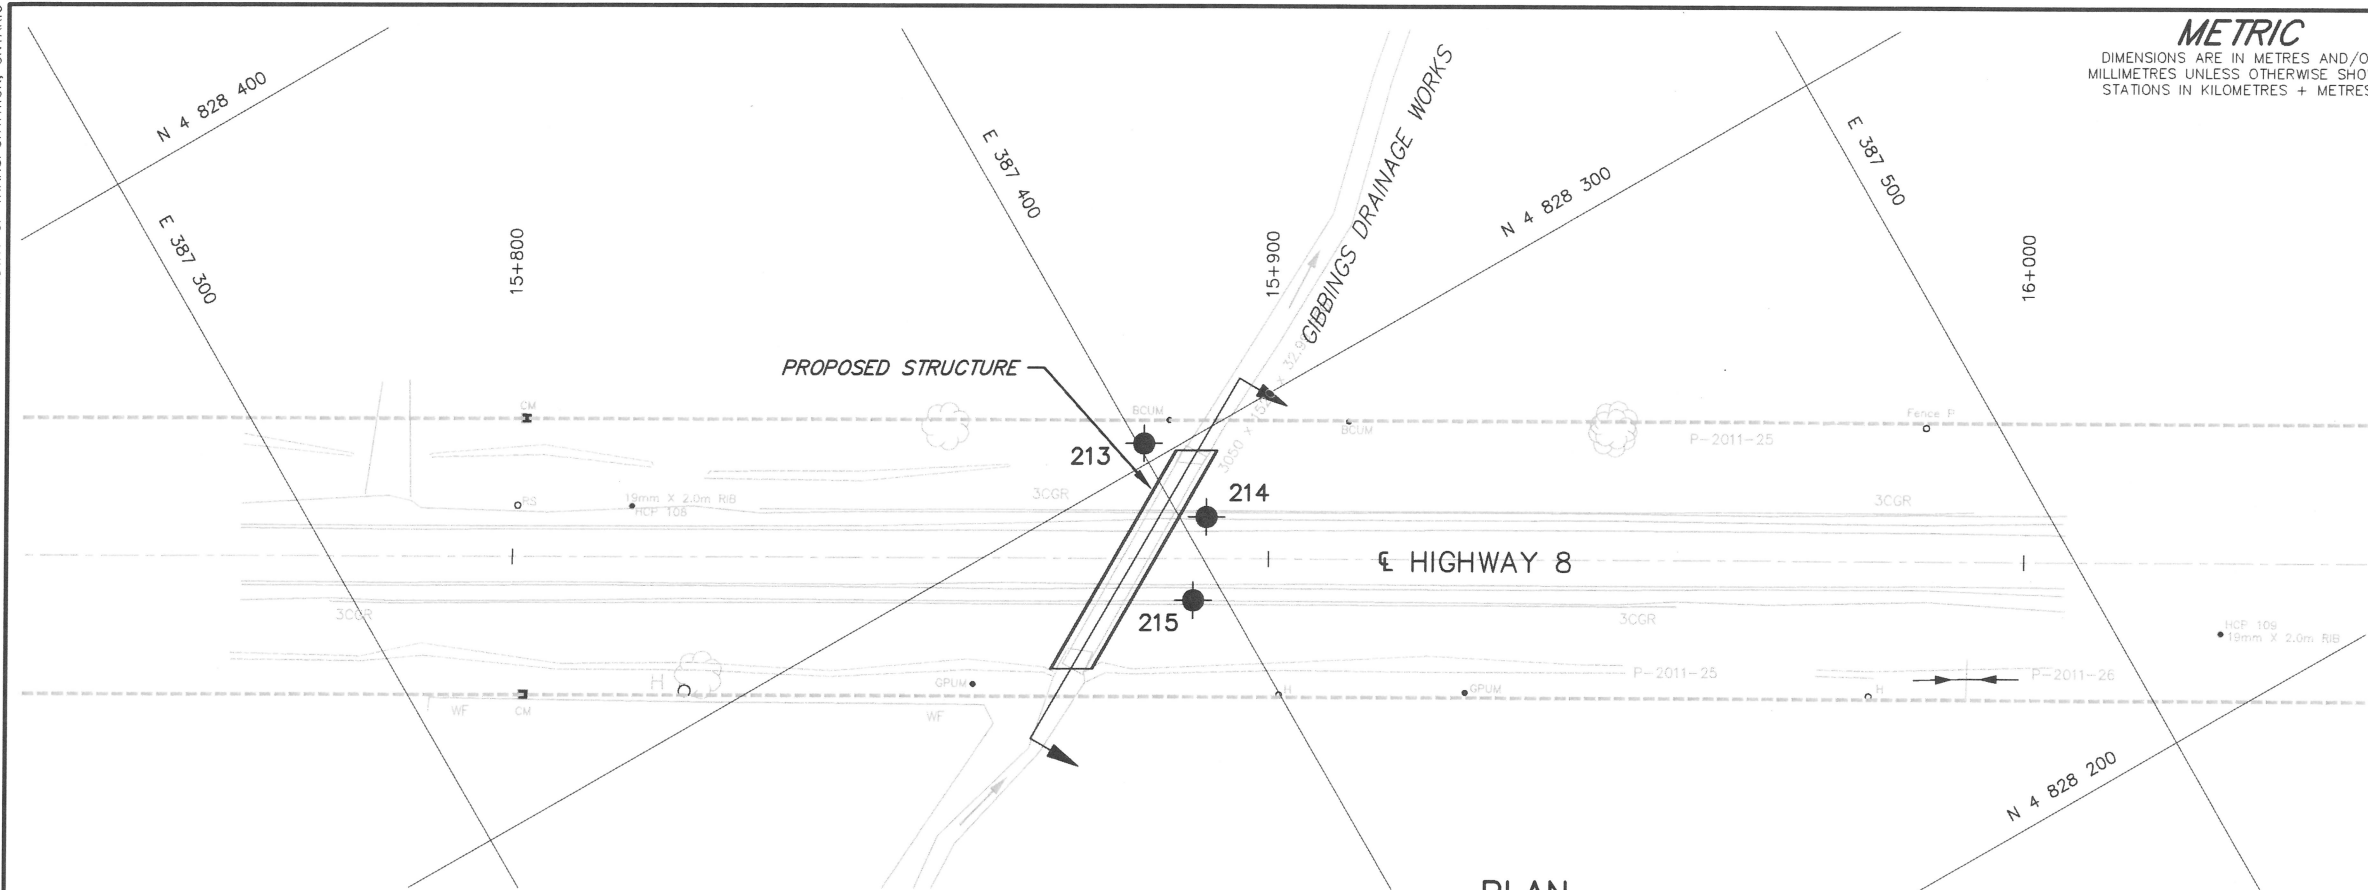 METRIC
DIMENSIONS ARE IN METRES AND/O
MILLIMETRES UNLESS OTHERWISE SHO
STATIONS IN KILOMETRES + METRES
N 4 828 400
E 387 300
E 387 400
E 387 500
N 4 828 300
N 4 828 200
15+800
15+900
16+000
GIBBINGS DRAINAGE WORKS
PROPOSED STRUCTURE
CM
BCUM
BCUM
Fence P
P-2011-25
213
214
215
3CGR
3CGR
RS
19mm X 2.0m RIB
HCP 108
℄ HIGHWAY 8
3CGR
3CGR
HCP 109
19mm X 2.0m RIB
P-2011-25
P-2011-26
H
GPUM
H
GPUM
H
WF
CM
WF
PLAN